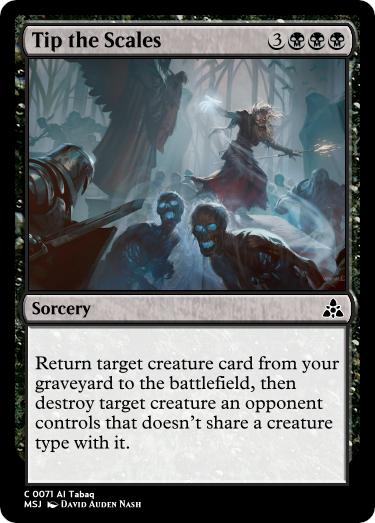 Tip the Scales 3
Sorcery
Return target creature card from your
graveyard to the battlefield, then
destroy target creature an opponent
controls that doesn't share a creature
type with it.
C 0071 Al Tabaq
MSJ DAVID AUDEN NASH